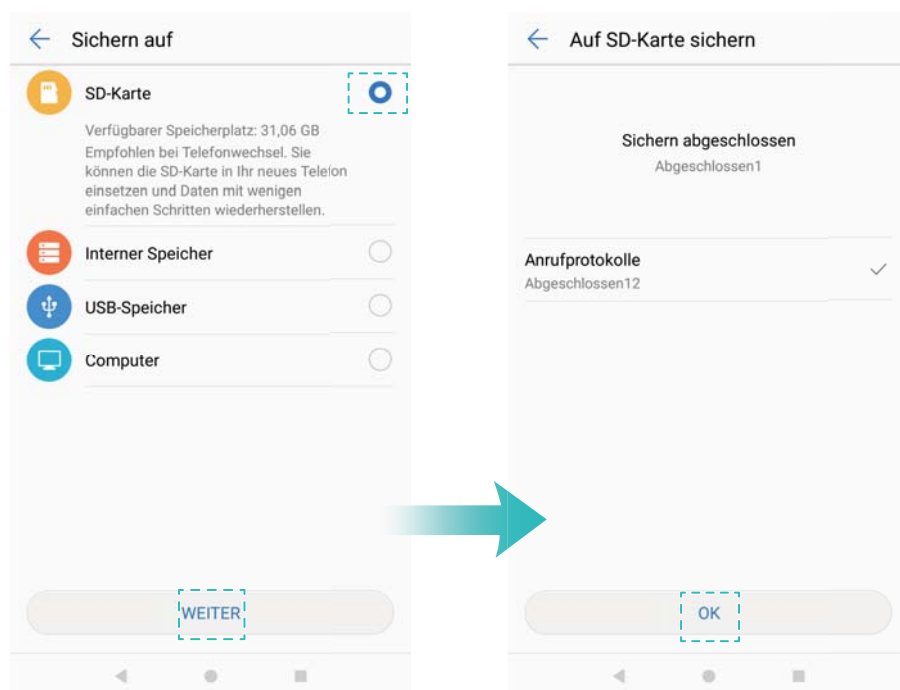 Sichern auf
SD-Karte
Verfügbarer Speicherplatz: 31,06 GB
Empfohlen bei Telefonwechsel. Sie
können die SD-Karte in Ihr neues Telefon
einsetzen und Daten mit wenigen
einfachen Schritten wiederherstellen.
Interner Speicher
USB-Speicher
Computer
WEITER
Auf SD-Karte sichern
Sichern abgeschlossen
Abgeschlossen1
Anrufprotokolle
Abgeschlossen12
OK